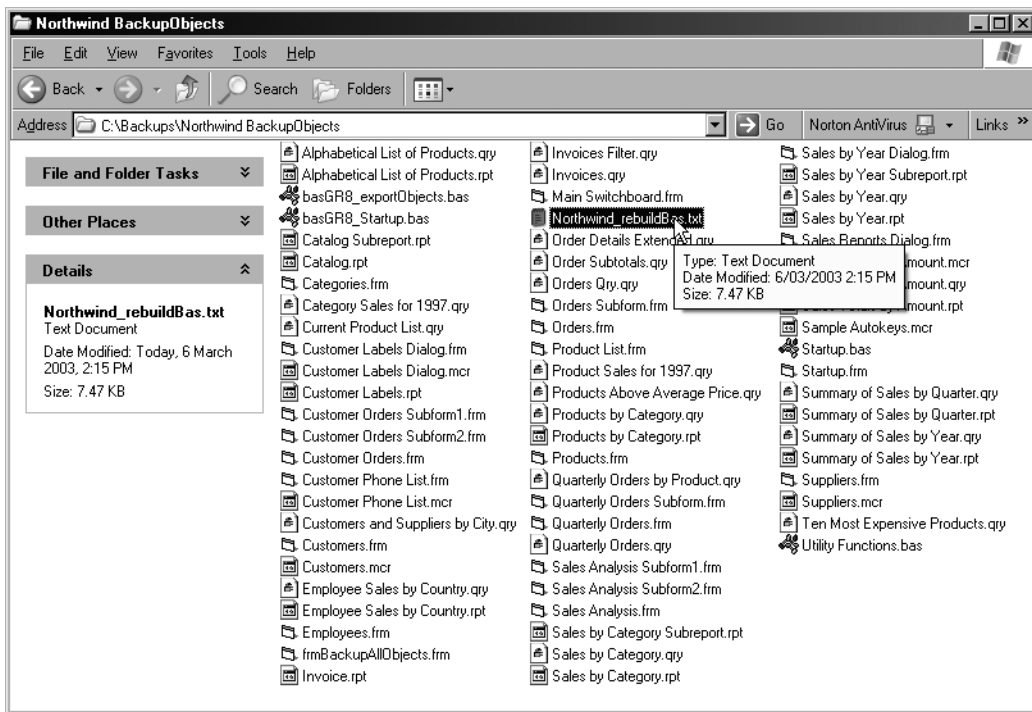 Northwind BackupObjects
File Edit View Favorites Tools Help
Back Search Folders
Address C:\Backups\Northwind BackupObjects Go Norton AntiVirus Links »
File and Folder Tasks
Other Places
Details
Northwind_rebuildBas.txt
Text Document
Date Modified: Today, 6 March
2003, 2:15 PM
Size: 7.47 KB
Alphabetical List of Products.qry
Alphabetical List of Products.rpt
basGR8_exportObjects.bas
basGR8_Startup.bas
Catalog Subreport.rpt
Catalog.rpt
Categories.frm
Category Sales for 1997.qry
Current Product List.qry
Customer Labels Dialog.frm
Customer Labels Dialog.mcr
Customer Labels.rpt
Customer Orders Subform1.frm
Customer Orders Subform2.frm
Customer Orders.frm
Customer Phone List.frm
Customer Phone List.mcr
Customers and Suppliers by City.qry
Customers.frm
Customers.mcr
Employee Sales by Country.qry
Employee Sales by Country.rpt
Employees.frm
frmBackupAllObjects.frm
Invoice.rpt
Invoices Filter.qry
Invoices.qry
Main Switchboard.frm
Northwind_rebuildBas.txt
Order Details Extended.qry
Order Subtotals.qry
Orders Qry.qry
Orders Subform.frm
Orders.frm
Product List.frm
Product Sales for 1997.qry
Products Above Average Price.qry
Products by Category.qry
Products by Category.rpt
Products.frm
Quarterly Orders by Product.qry
Quarterly Orders Subform.frm
Quarterly Orders.frm
Quarterly Orders.qry
Sales Analysis Subform1.frm
Sales Analysis Subform2.frm
Sales Analysis.frm
Sales by Category Subreport.rpt
Sales by Category.qry
Sales by Category.rpt
Type: Text Document
Date Modified: 6/03/2003 2:15 PM
Size: 7.47 KB
Sales by Year Dialog.frm
Sales by Year Subreport.rpt
Sales by Year.qry
Sales by Year.rpt
Sales Reports Dialog.frm
Amount.mcr
Amount.qry
Amount.rpt
Sample Autokeys.mcr
Startup.bas
Startup.frm
Summary of Sales by Quarter.qry
Summary of Sales by Quarter.rpt
Summary of Sales by Year.qry
Summary of Sales by Year.rpt
Suppliers.frm
Suppliers.mcr
Ten Most Expensive Products.qry
Utility Functions.bas